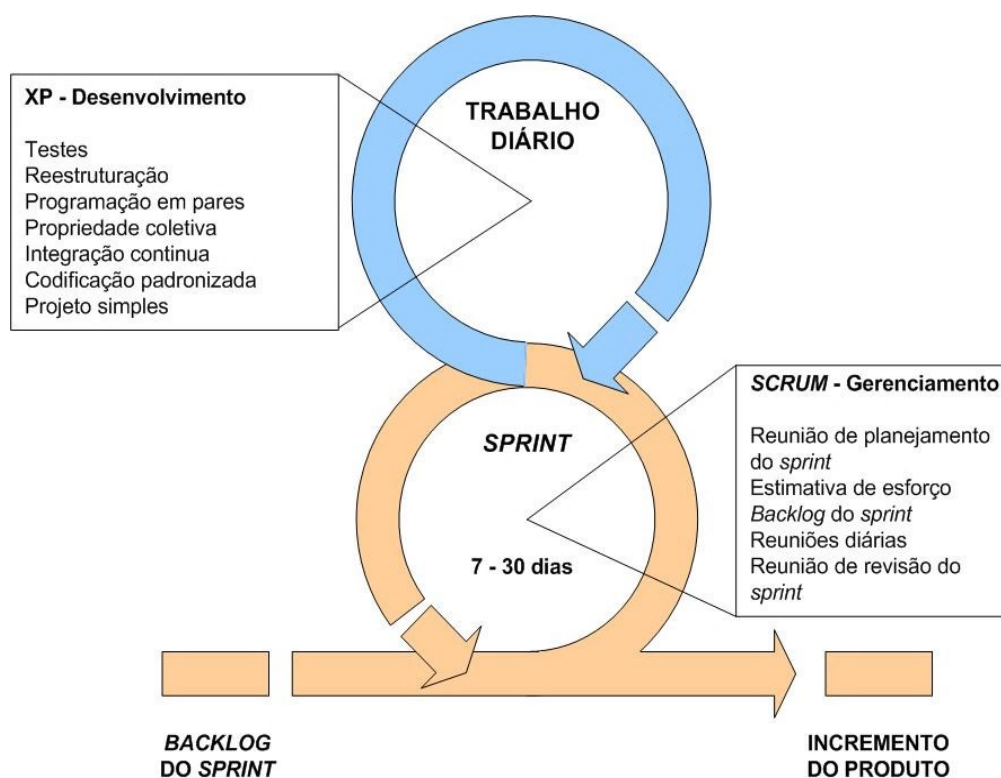 XP - Desenvolvimento
Testes
Reestruturação
Programação em pares
Propriedade coletiva
Integração continua
Codificação padronizada
Projeto simples
TRABALHO
DIÁRIO
SPRINT
7 - 30 dias
SCRUM - Gerenciamento
Reunião de planejamento
do sprint
Estimativa de esforço
Backlog do sprint
Reuniões diárias
Reunião de revisão do
sprint
BACKLOG
DO SPRINT
INCREMENTO
DO PRODUTO